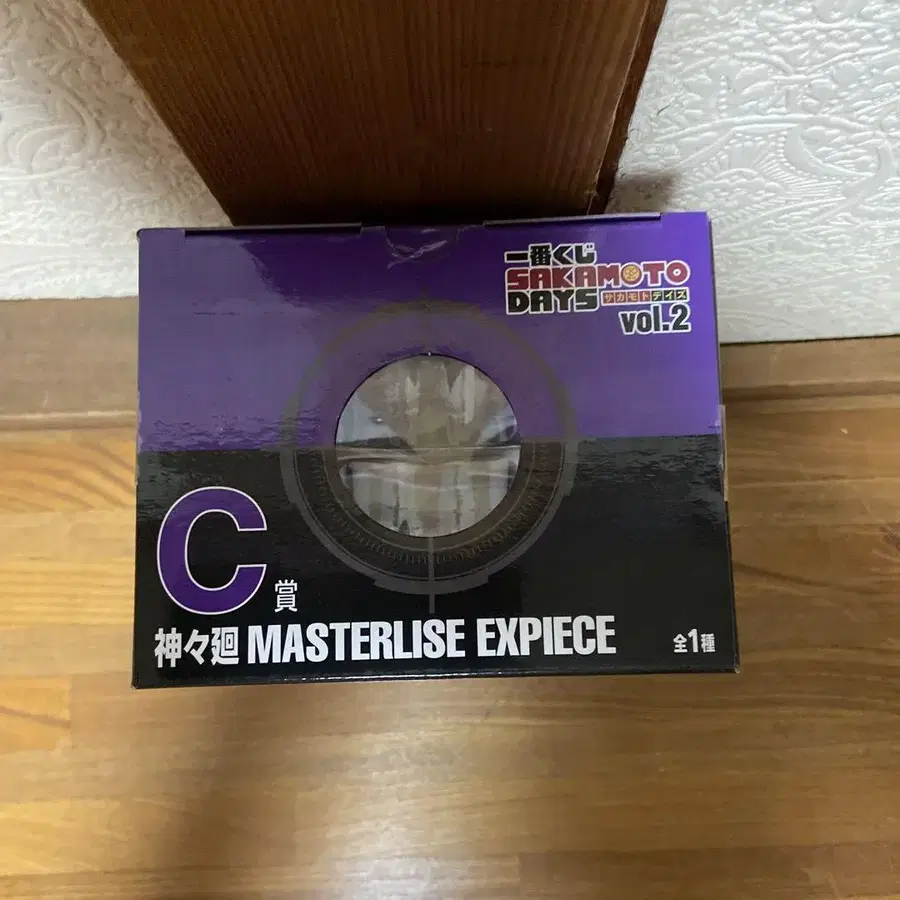 一番くじ
SAKAMOTO
DAYS サカモトデイズ
vol.2
C賞
神々廻 MASTERLISE EXPIECE
全1種